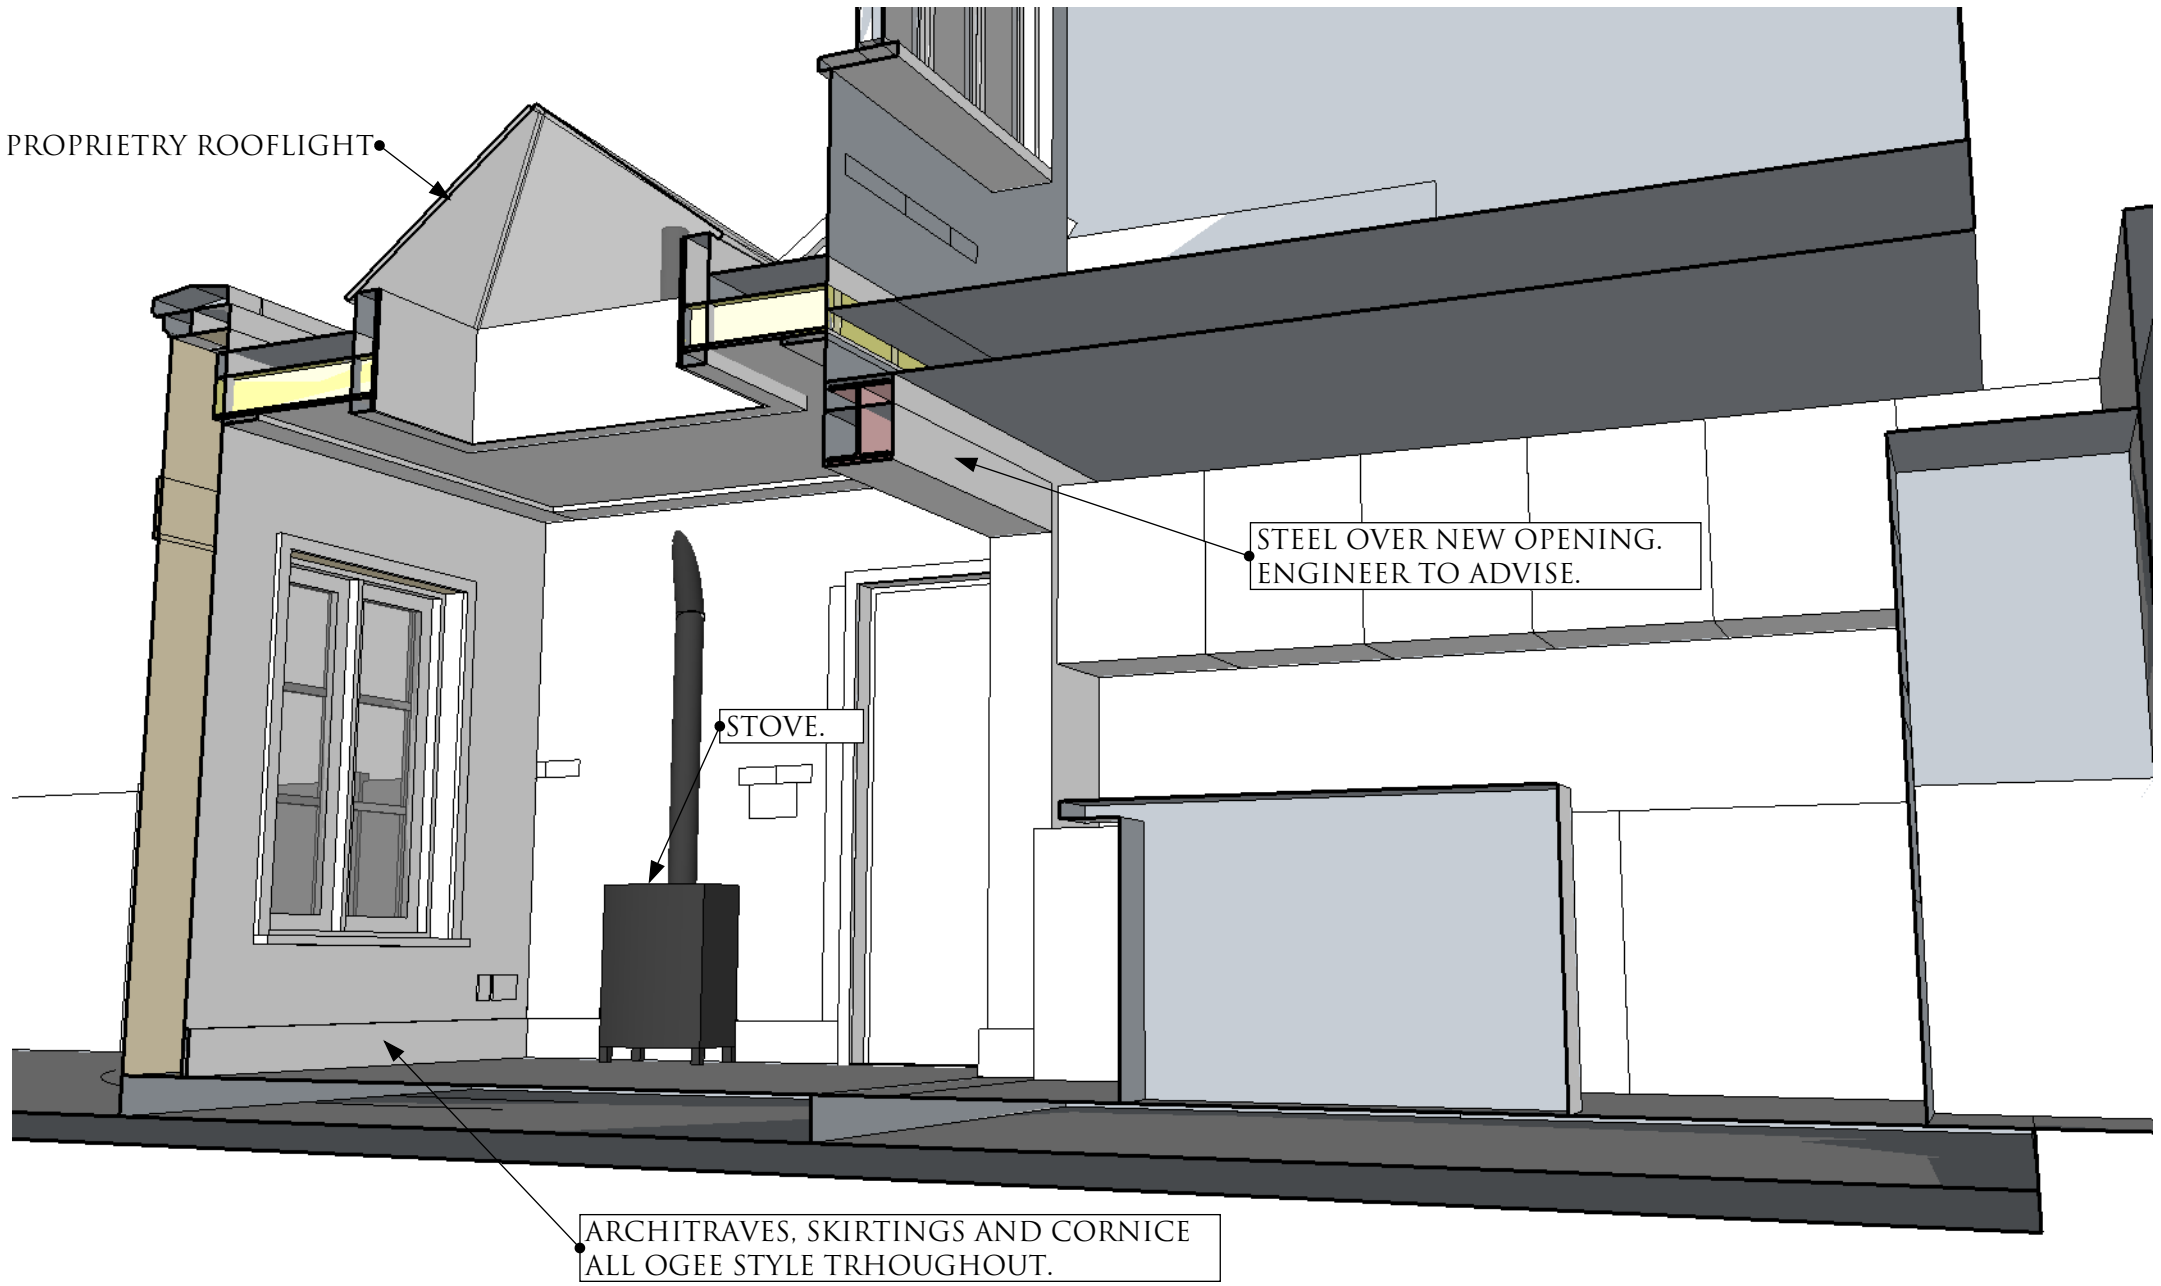 PROPRIETRY ROOFLIGHT
STEEL OVER NEW OPENING.
ENGINEER TO ADVISE.
STOVE.
ARCHITRAVES, SKIRTINGS AND CORNICE
ALL OGEE STYLE TRHOUGHOUT.